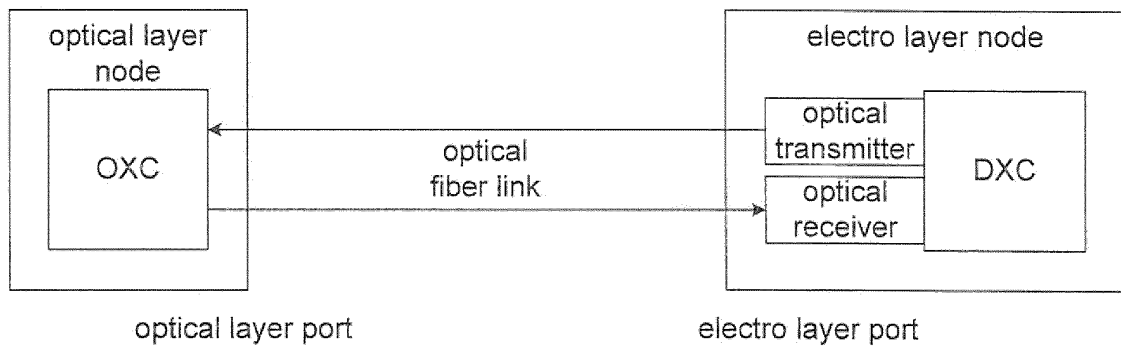 optical layer
node
OXC
optical
fiber link
electro layer node
optical
transmitter
optical
receiver
DXC
optical layer port
electro layer port